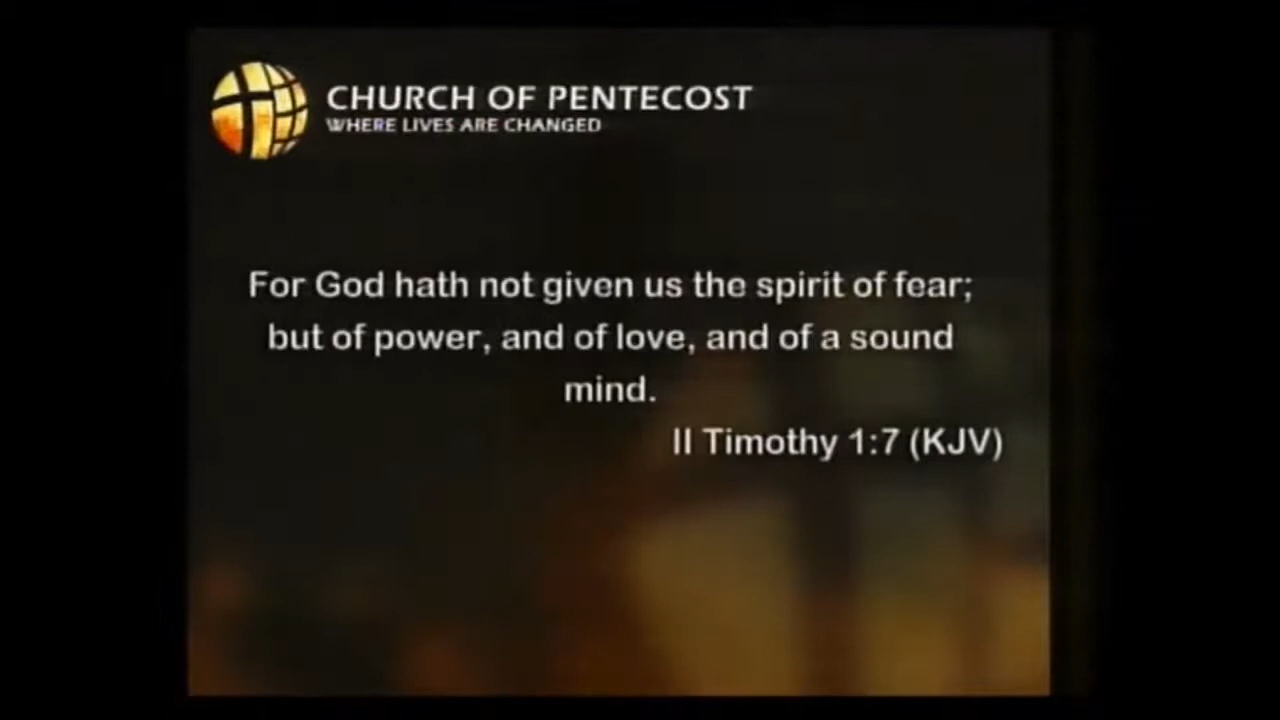 CHURCH OF PENTECOST
WHERE LIVES ARE CHANGED
For God hath not given us the spirit of fear;
but of power, and of love, and of a sound
mind.
II Timothy 1:7 (KJV)